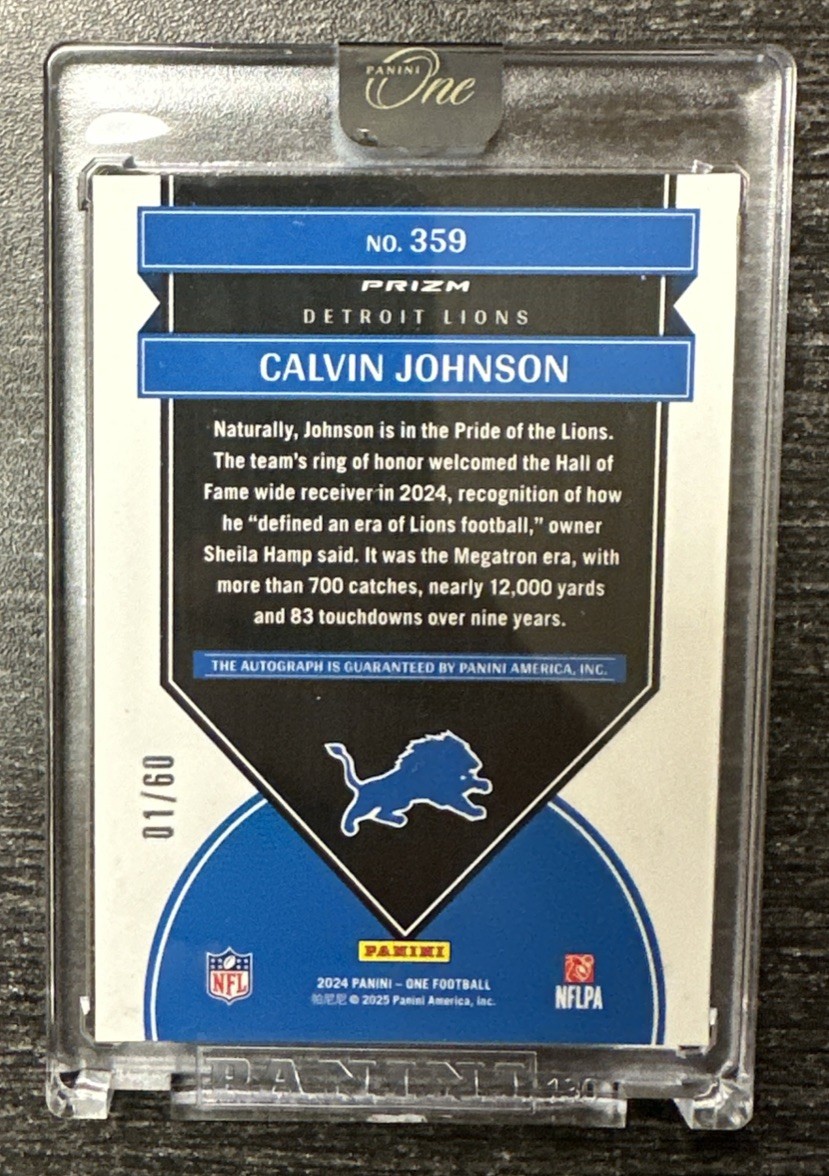 PANINI
One
NO. 359
PRIZM
DETROIT LIONS
CALVIN JOHNSON
Naturally, Johnson is in the Pride of the Lions.
The team's ring of honor welcomed the Hall of
Fame wide receiver in 2024, recognition of how
he “defined an era of Lions football,” owner
Sheila Hamp said. It was the Megatron era, with
more than 700 catches, nearly 12,000 yards
and 83 touchdowns over nine years.
THE AUTOGRAPH IS GUARANTEED BY PANINI AMERICA, INC.
01/60
PANINI
NFL
2024 PANINI – ONE FOOTBALL
帕尼尼 © 2025 Panini America, Inc.
NFLPA
PANINI
130